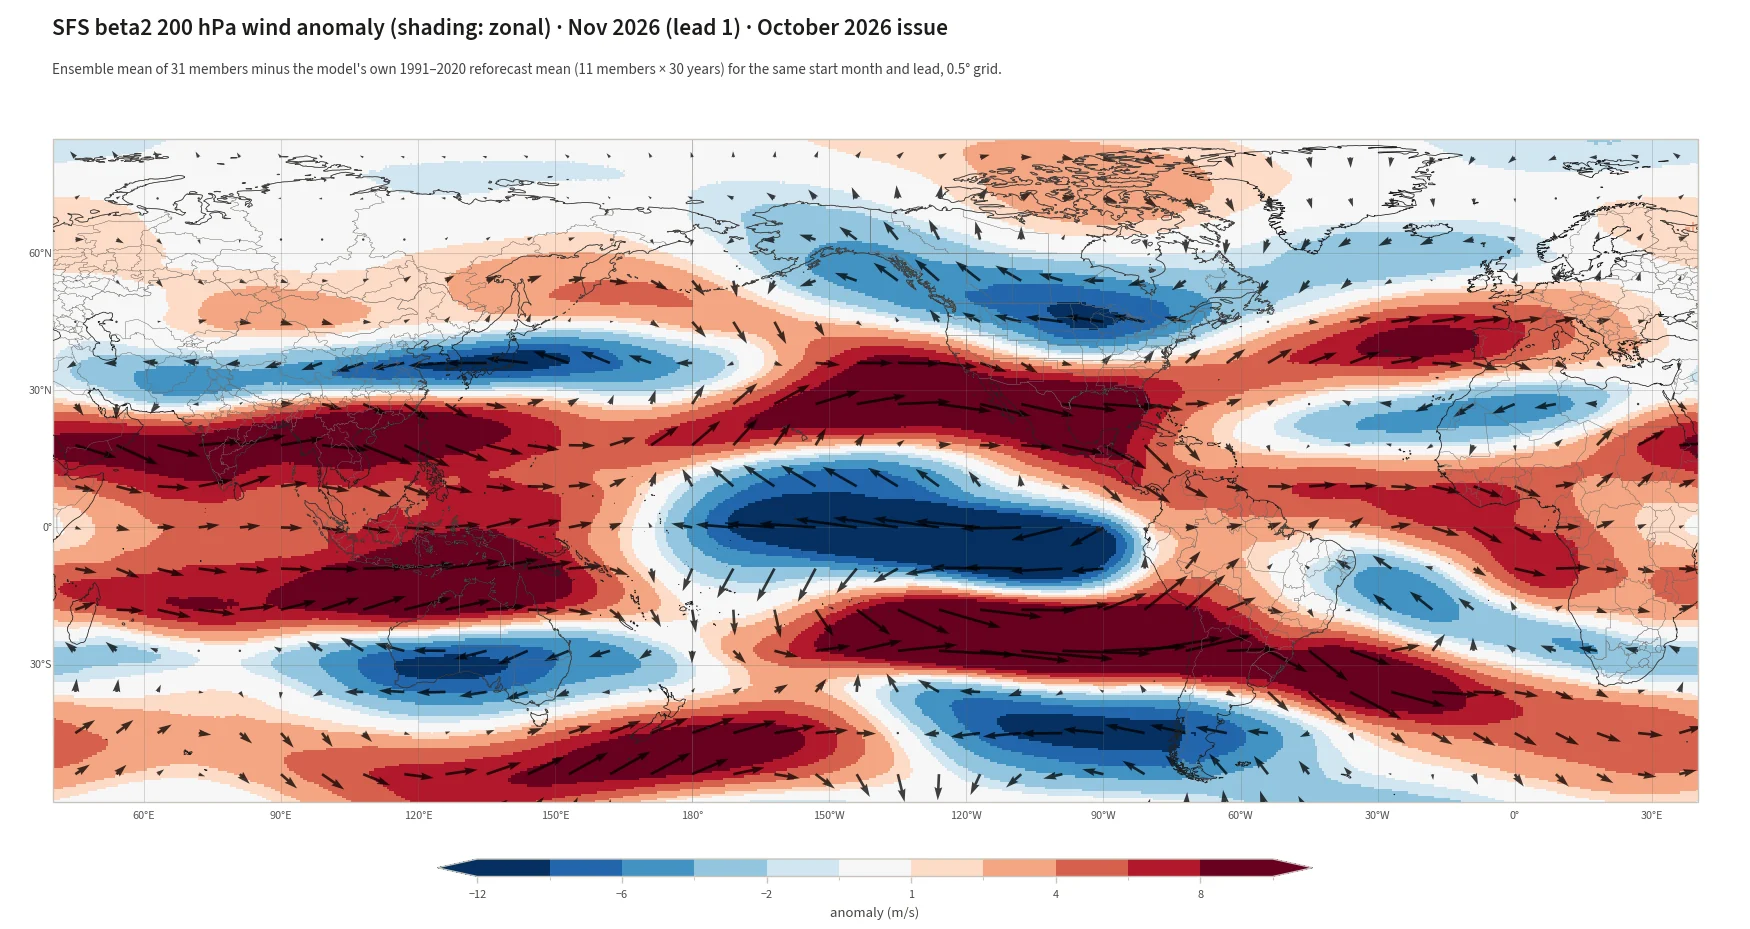 SFS beta2 200 hPa wind anomaly (shading: zonal) · Nov 2026 (lead 1) · October 2026 issue
Ensemble mean of 31 members minus the model's own 1991–2020 reforecast mean (11 members × 30 years) for the same start month and lead, 0.5° grid.
60°N
30°N
0°
30°S
60°E 90°E 120°E 150°E 180° 150°W 120°W 90°W 60°W 30°W 0° 30°E
−12 −6 −2 1 4 8
anomaly (m/s)